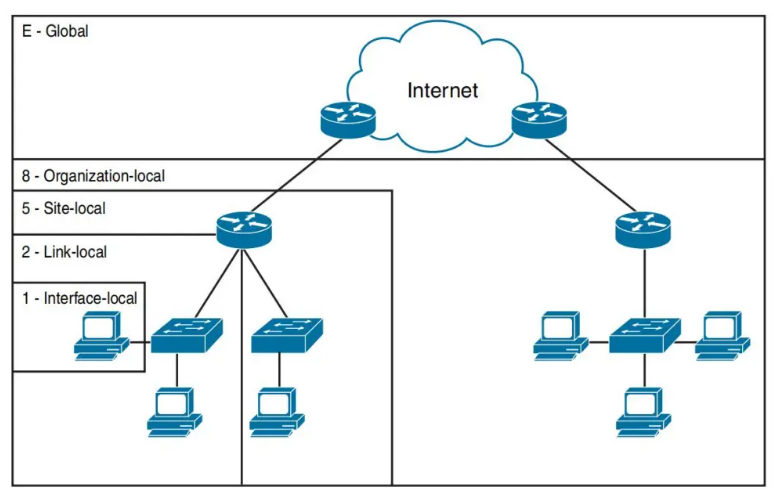 E - Global
Internet
8 - Organization-local
5 - Site-local
2 - Link-local
1 - Interface-local